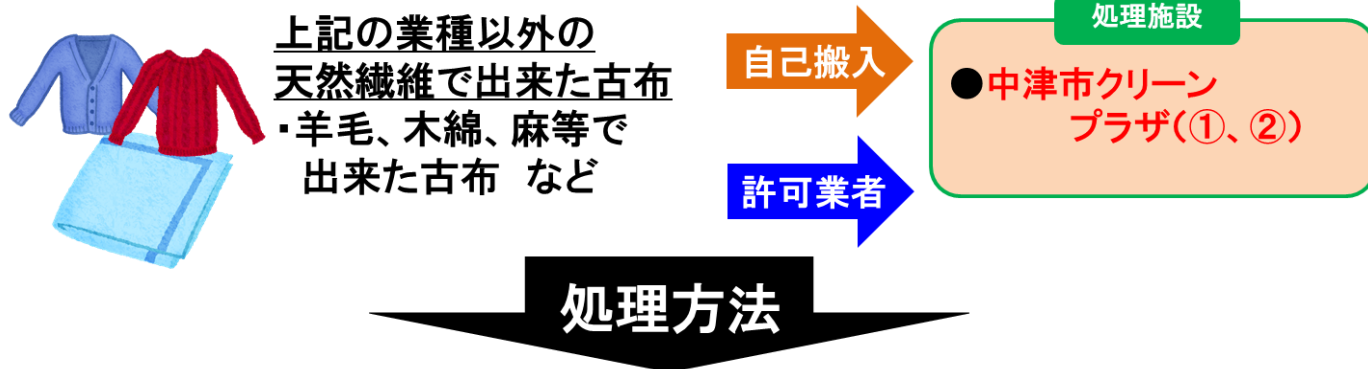 上記の業種以外の
天然繊維で出来た古布
・羊毛、木綿、麻等で
出来た古布 など
自己搬入
許可業者
処理施設
●中津市クリーン
プラザ(①、②)
処理方法